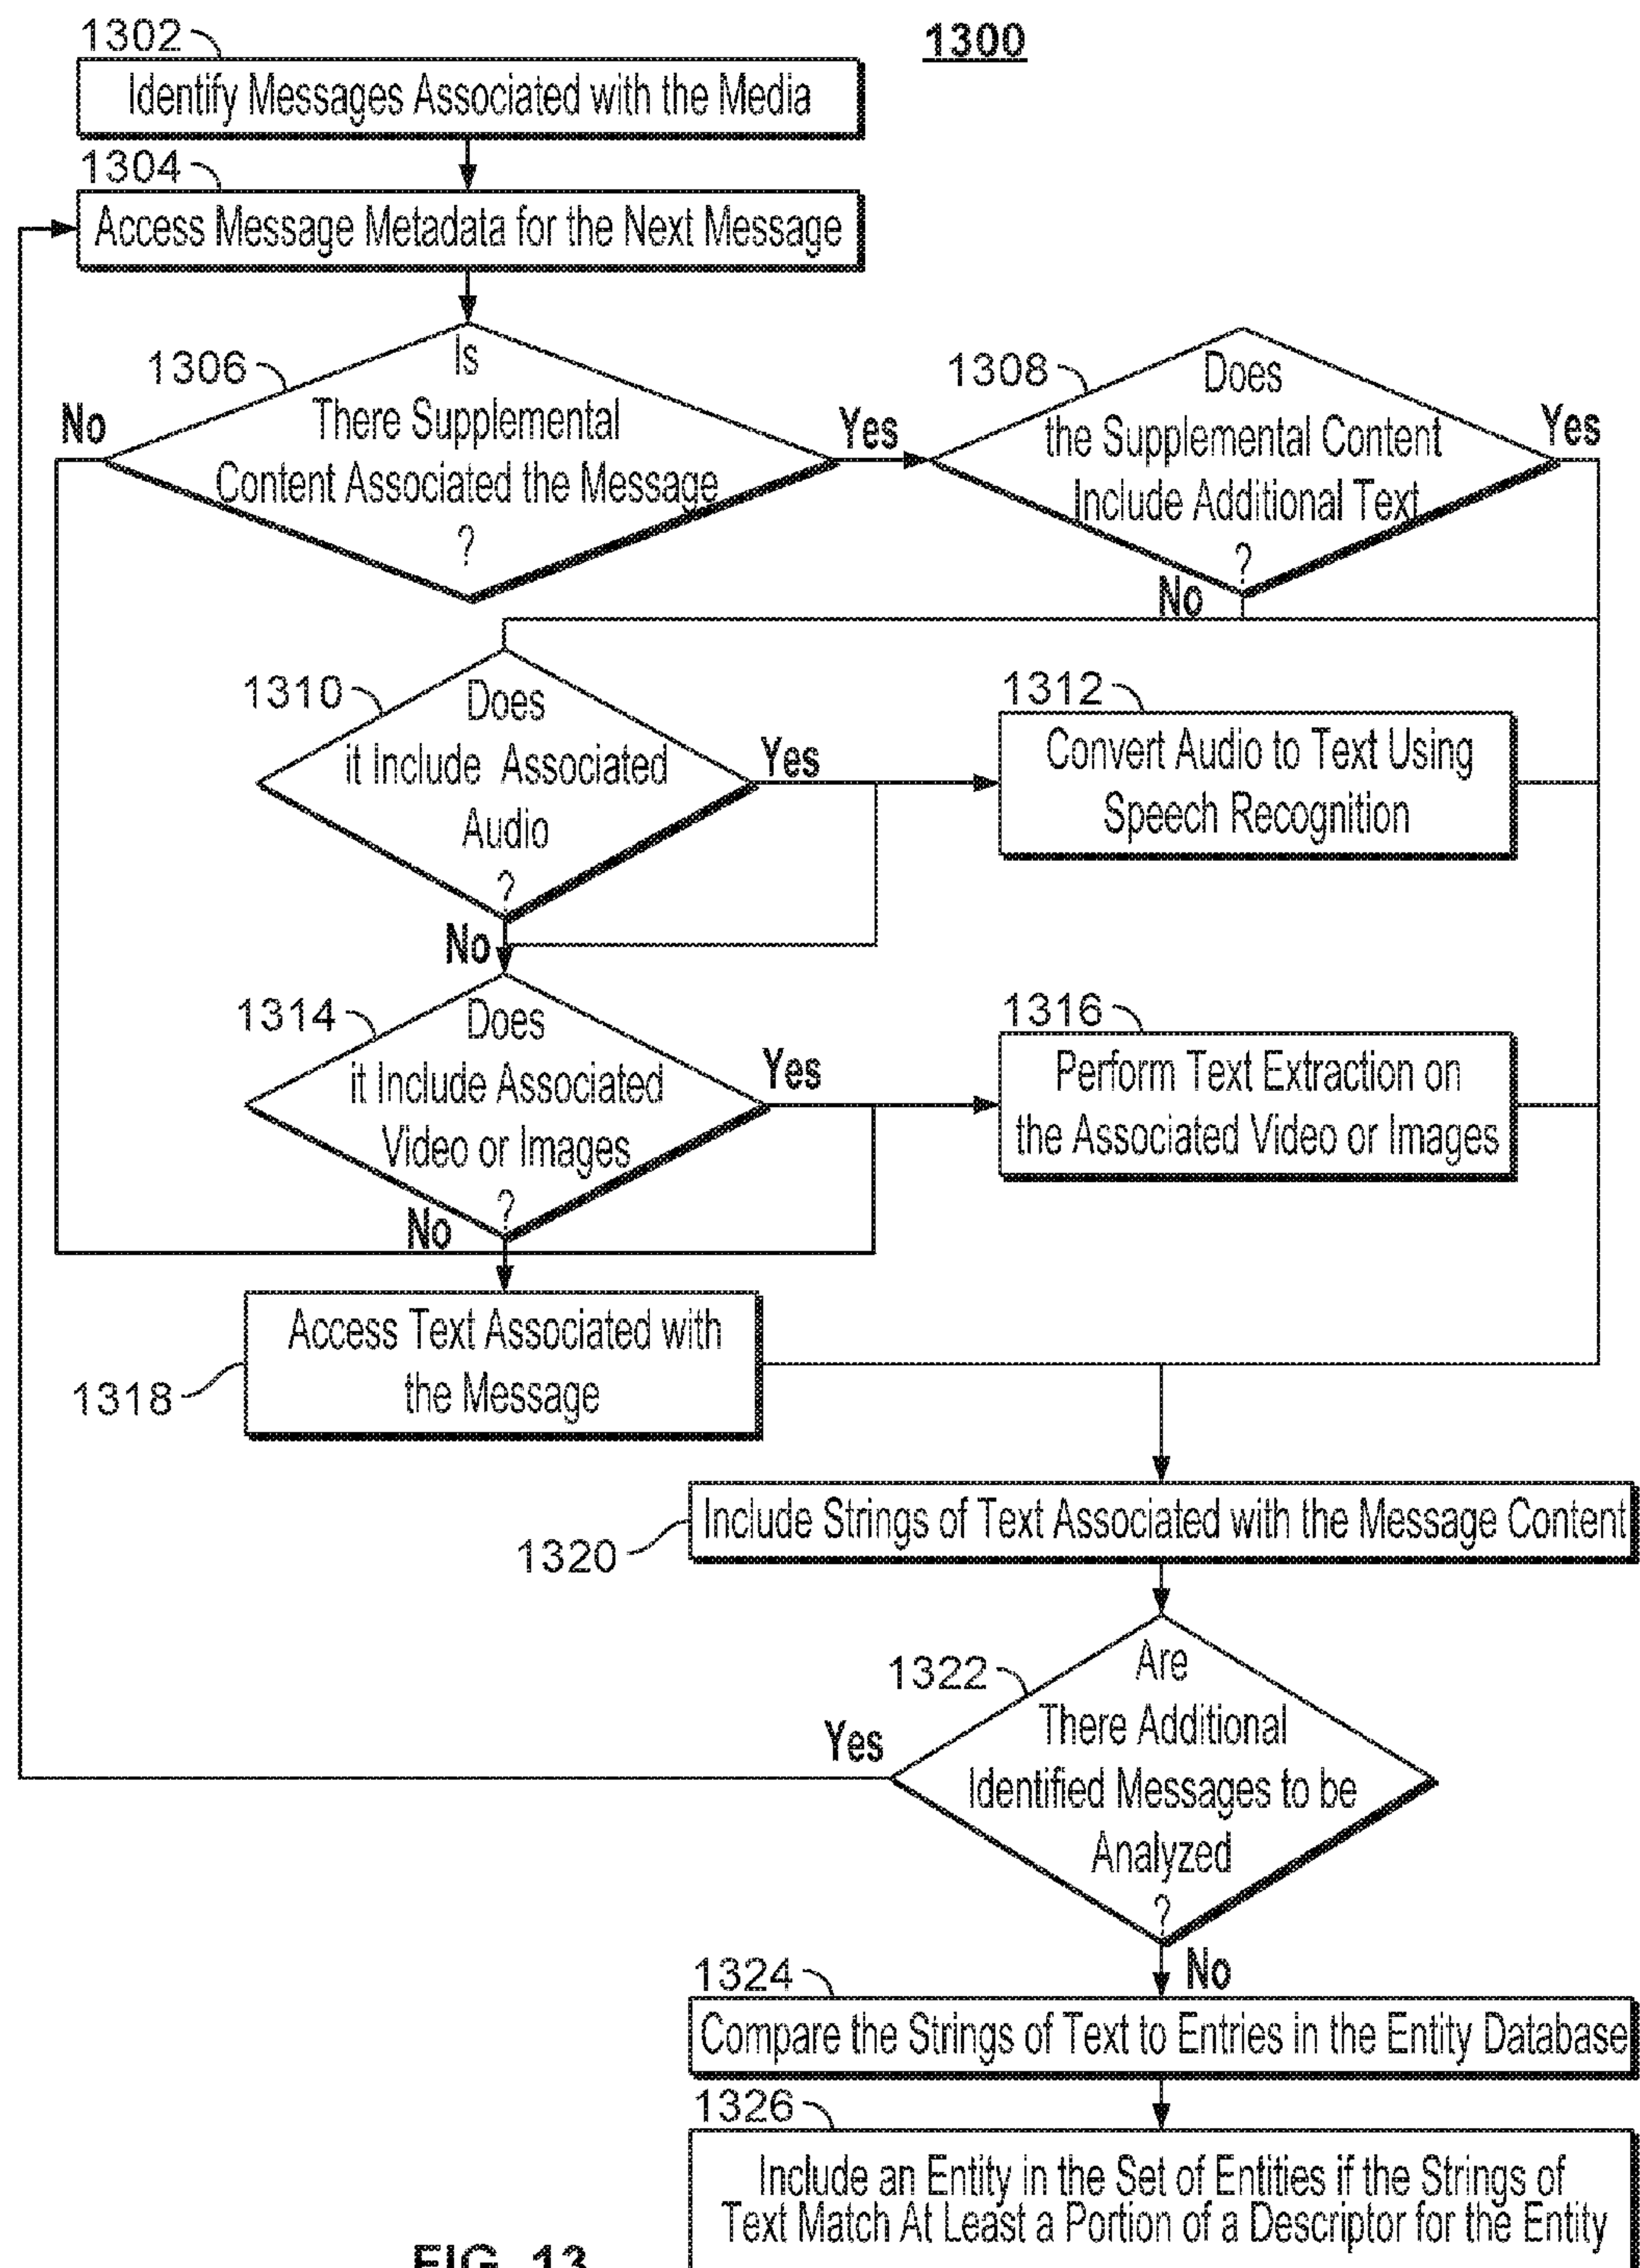 1300
1302
Identify Messages Associated with the Media
1304
Access Message Metadata for the Next Message
1306
Is
There Supplemental
Content Associated the Message
?
No
Yes
1308
Does
the Supplemental Content
Include Additional Text
?
Yes
No
1310
Does
it Include Associated
Audio
?
Yes
No
1312
Convert Audio to Text Using
Speech Recognition
1314
Does
it Include Associated
Video or Images
?
Yes
No
1316
Perform Text Extraction on
the Associated Video or Images
Access Text Associated with
the Message
1318
Include Strings of Text Associated with the Message Content
1320
1322
Are
There Additional
Identified Messages to be
Analyzed
?
Yes
No
1324
Compare the Strings of Text to Entries in the Entity Database
1326
Include an Entity in the Set of Entities if the Strings of
Text Match At Least a Portion of a Descriptor for the Entity
FIG. 13